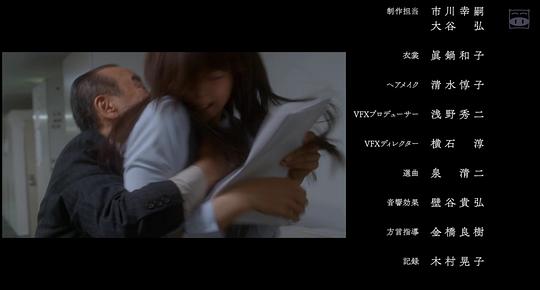 制作担当 市川幸嗣
大谷 弘
衣裳 眞鍋和子
ヘアメイク 清水惇子
VFXプロデューサー 浅野秀二
VFXディレクター 横石 淳
選曲 泉 清二
音響効果 壁谷貴弘
方言指導 金橋良樹
記録 木村晃子